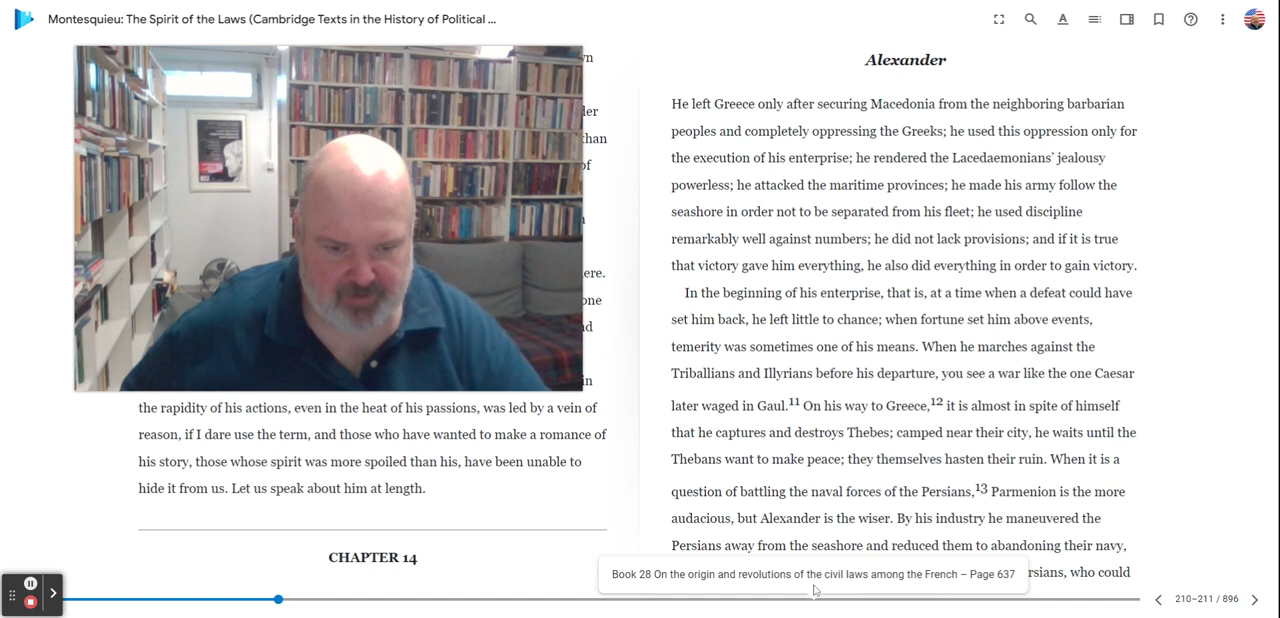 Montesquieu: The Spirit of the Laws (Cambridge Texts in the History of Political ...
the rapidity of his actions, even in the heat of his passions, was led by a vein of
reason, if I dare use the term, and those who have wanted to make a romance of
his story, those whose spirit was more spoiled than his, have been unable to
hide it from us. Let us speak about him at length.
CHAPTER 14
Alexander
He left Greece only after securing Macedonia from the neighboring barbarian
peoples and completely oppressing the Greeks; he used this oppression only for
the execution of his enterprise; he rendered the Lacedaemonians' jealousy
powerless; he attacked the maritime provinces; he made his army follow the
seashore in order not to be separated from his fleet; he used discipline
remarkably well against numbers; he did not lack provisions; and if it is true
that victory gave him everything, he also did everything in order to gain victory.
In the beginning of his enterprise, that is, at a time when a defeat could have
set him back, he left little to chance; when fortune set him above events,
temerity was sometimes one of his means. When he marches against the
Triballians and Illyrians before his departure, you see a war like the one Caesar
later waged in Gaul.11 On his way to Greece,12 it is almost in spite of himself
that he captures and destroys Thebes; camped near their city, he waits until the
Thebans want to make peace; they themselves hasten their ruin. When it is a
question of battling the naval forces of the Persians,13 Parmenion is the more
audacious, but Alexander is the wiser. By his industry he maneuvered the
Persians away from the seashore and reduced them to abandoning their navy,
who could
Book 28 On the origin and revolutions of the civil laws among the French – Page 637
210–211 / 896